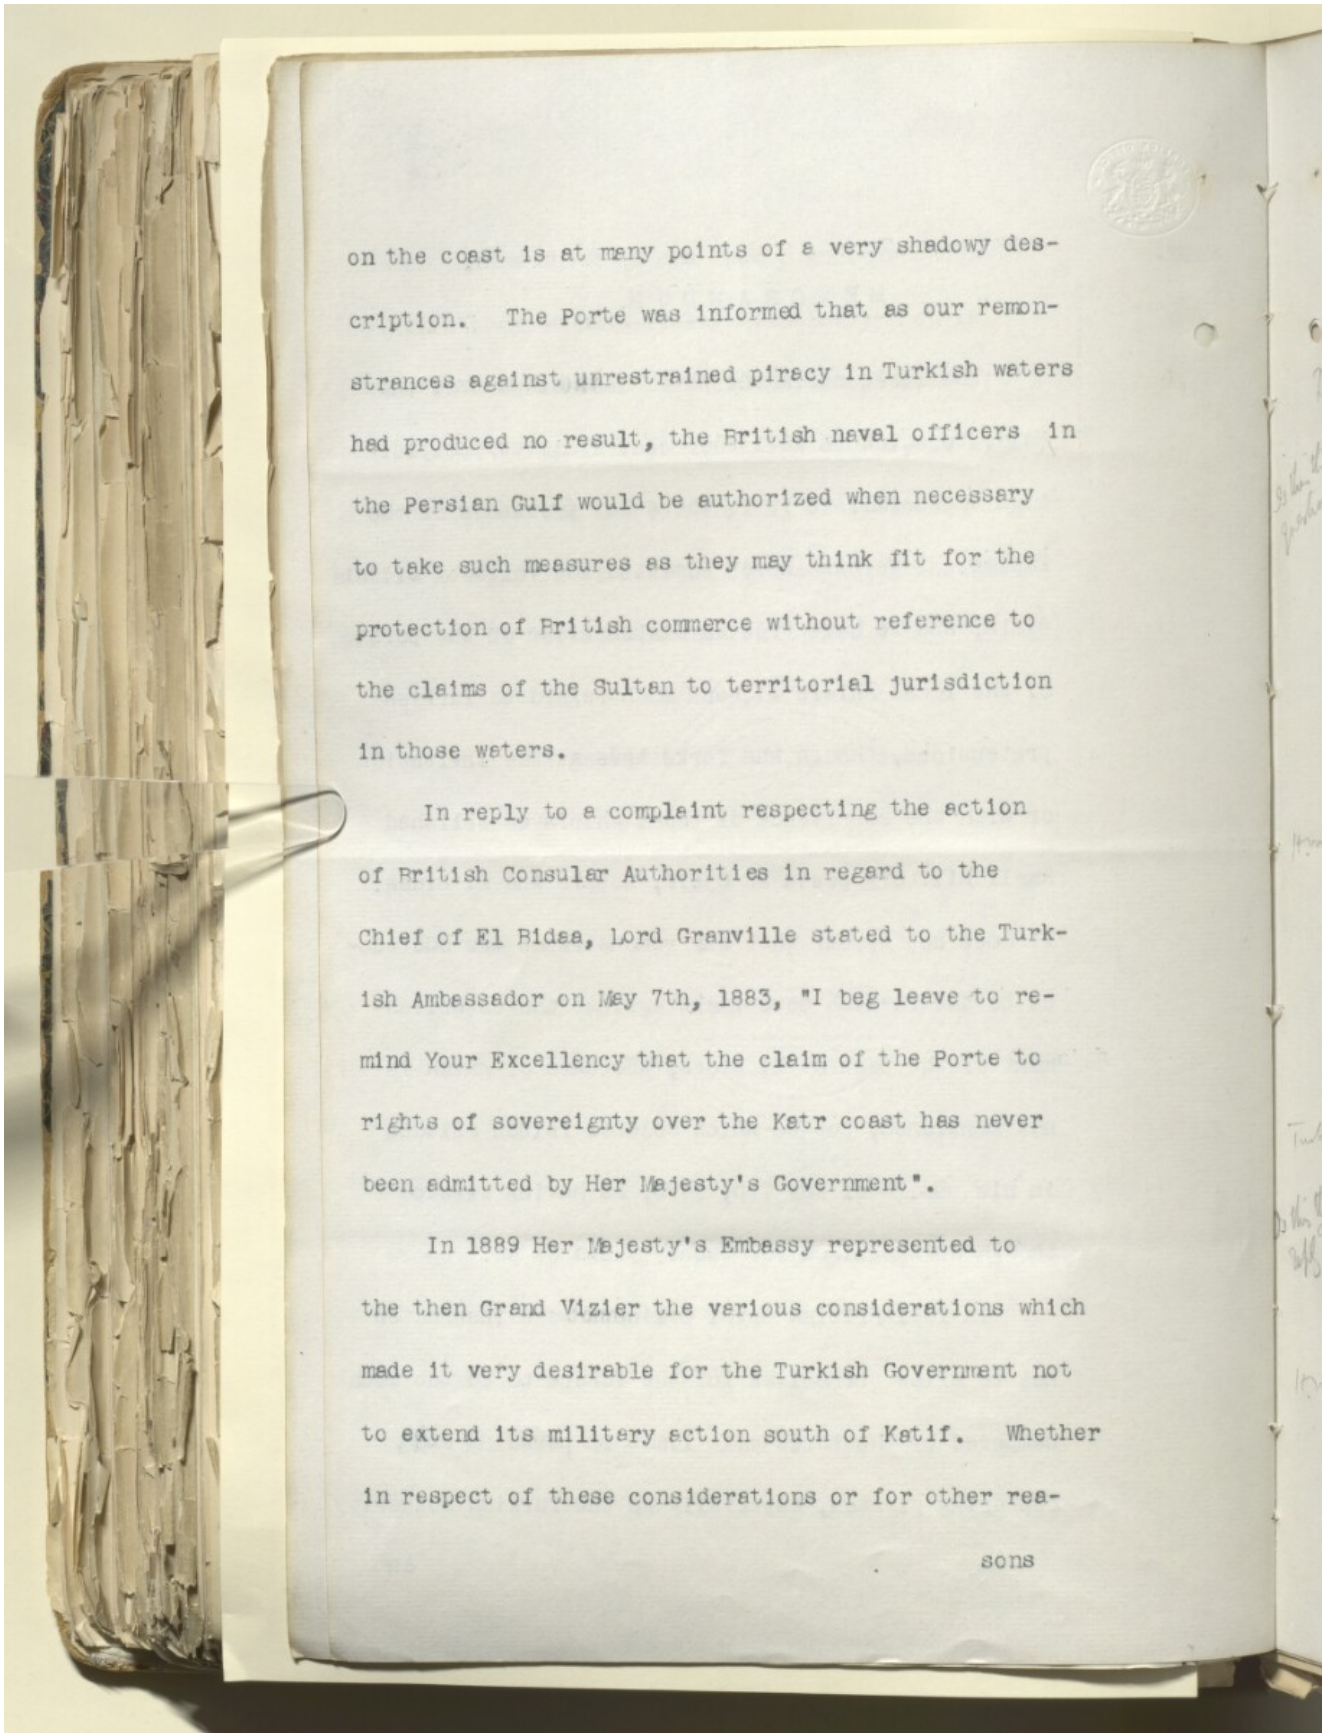 on the coast is at many points of a very shadowy des-
cription. The Porte was informed that as our remon-
strances against unrestrained piracy in Turkish waters
had produced no result, the British naval officers in
the Persian Gulf would be authorized when necessary
to take such measures as they may think fit for the
protection of British commerce without reference to
the claims of the Sultan to territorial jurisdiction
in those waters.
In reply to a complaint respecting the action
of British Consular Authorities in regard to the
Chief of El Bidaa, Lord Granville stated to the Turk-
ish Ambassador on May 7th, 1883, "I beg leave to re-
mind Your Excellency that the claim of the Porte to
rights of sovereignty over the Katr coast has never
been admitted by Her Majesty's Government".
In 1889 Her Majesty's Embassy represented to
the then Grand Vizier the various considerations which
made it very desirable for the Turkish Government not
to extend its military action south of Katif. Whether
in respect of these considerations or for other rea-
sons